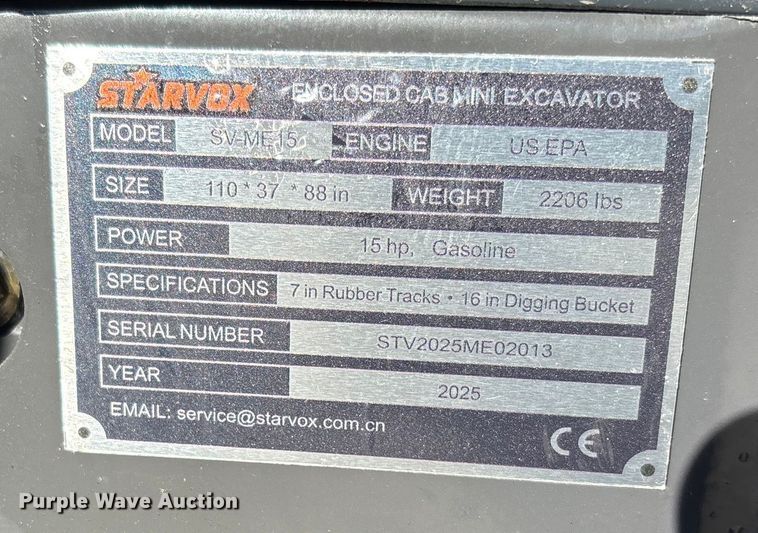 STARVOX ENCLOSED CAB MINI EXCAVATOR
MODEL SV-ME15 ENGINE US EPA
SIZE 110 * 37 * 88 in WEIGHT 2206 lbs
POWER 15 hp, Gasoline
SPECIFICATIONS 7 in Rubber Tracks • 16 in Digging Bucket
SERIAL NUMBER STV2025ME02013
YEAR 2025
EMAIL: service@starvox.com.cn
CE
Purple Wave Auction